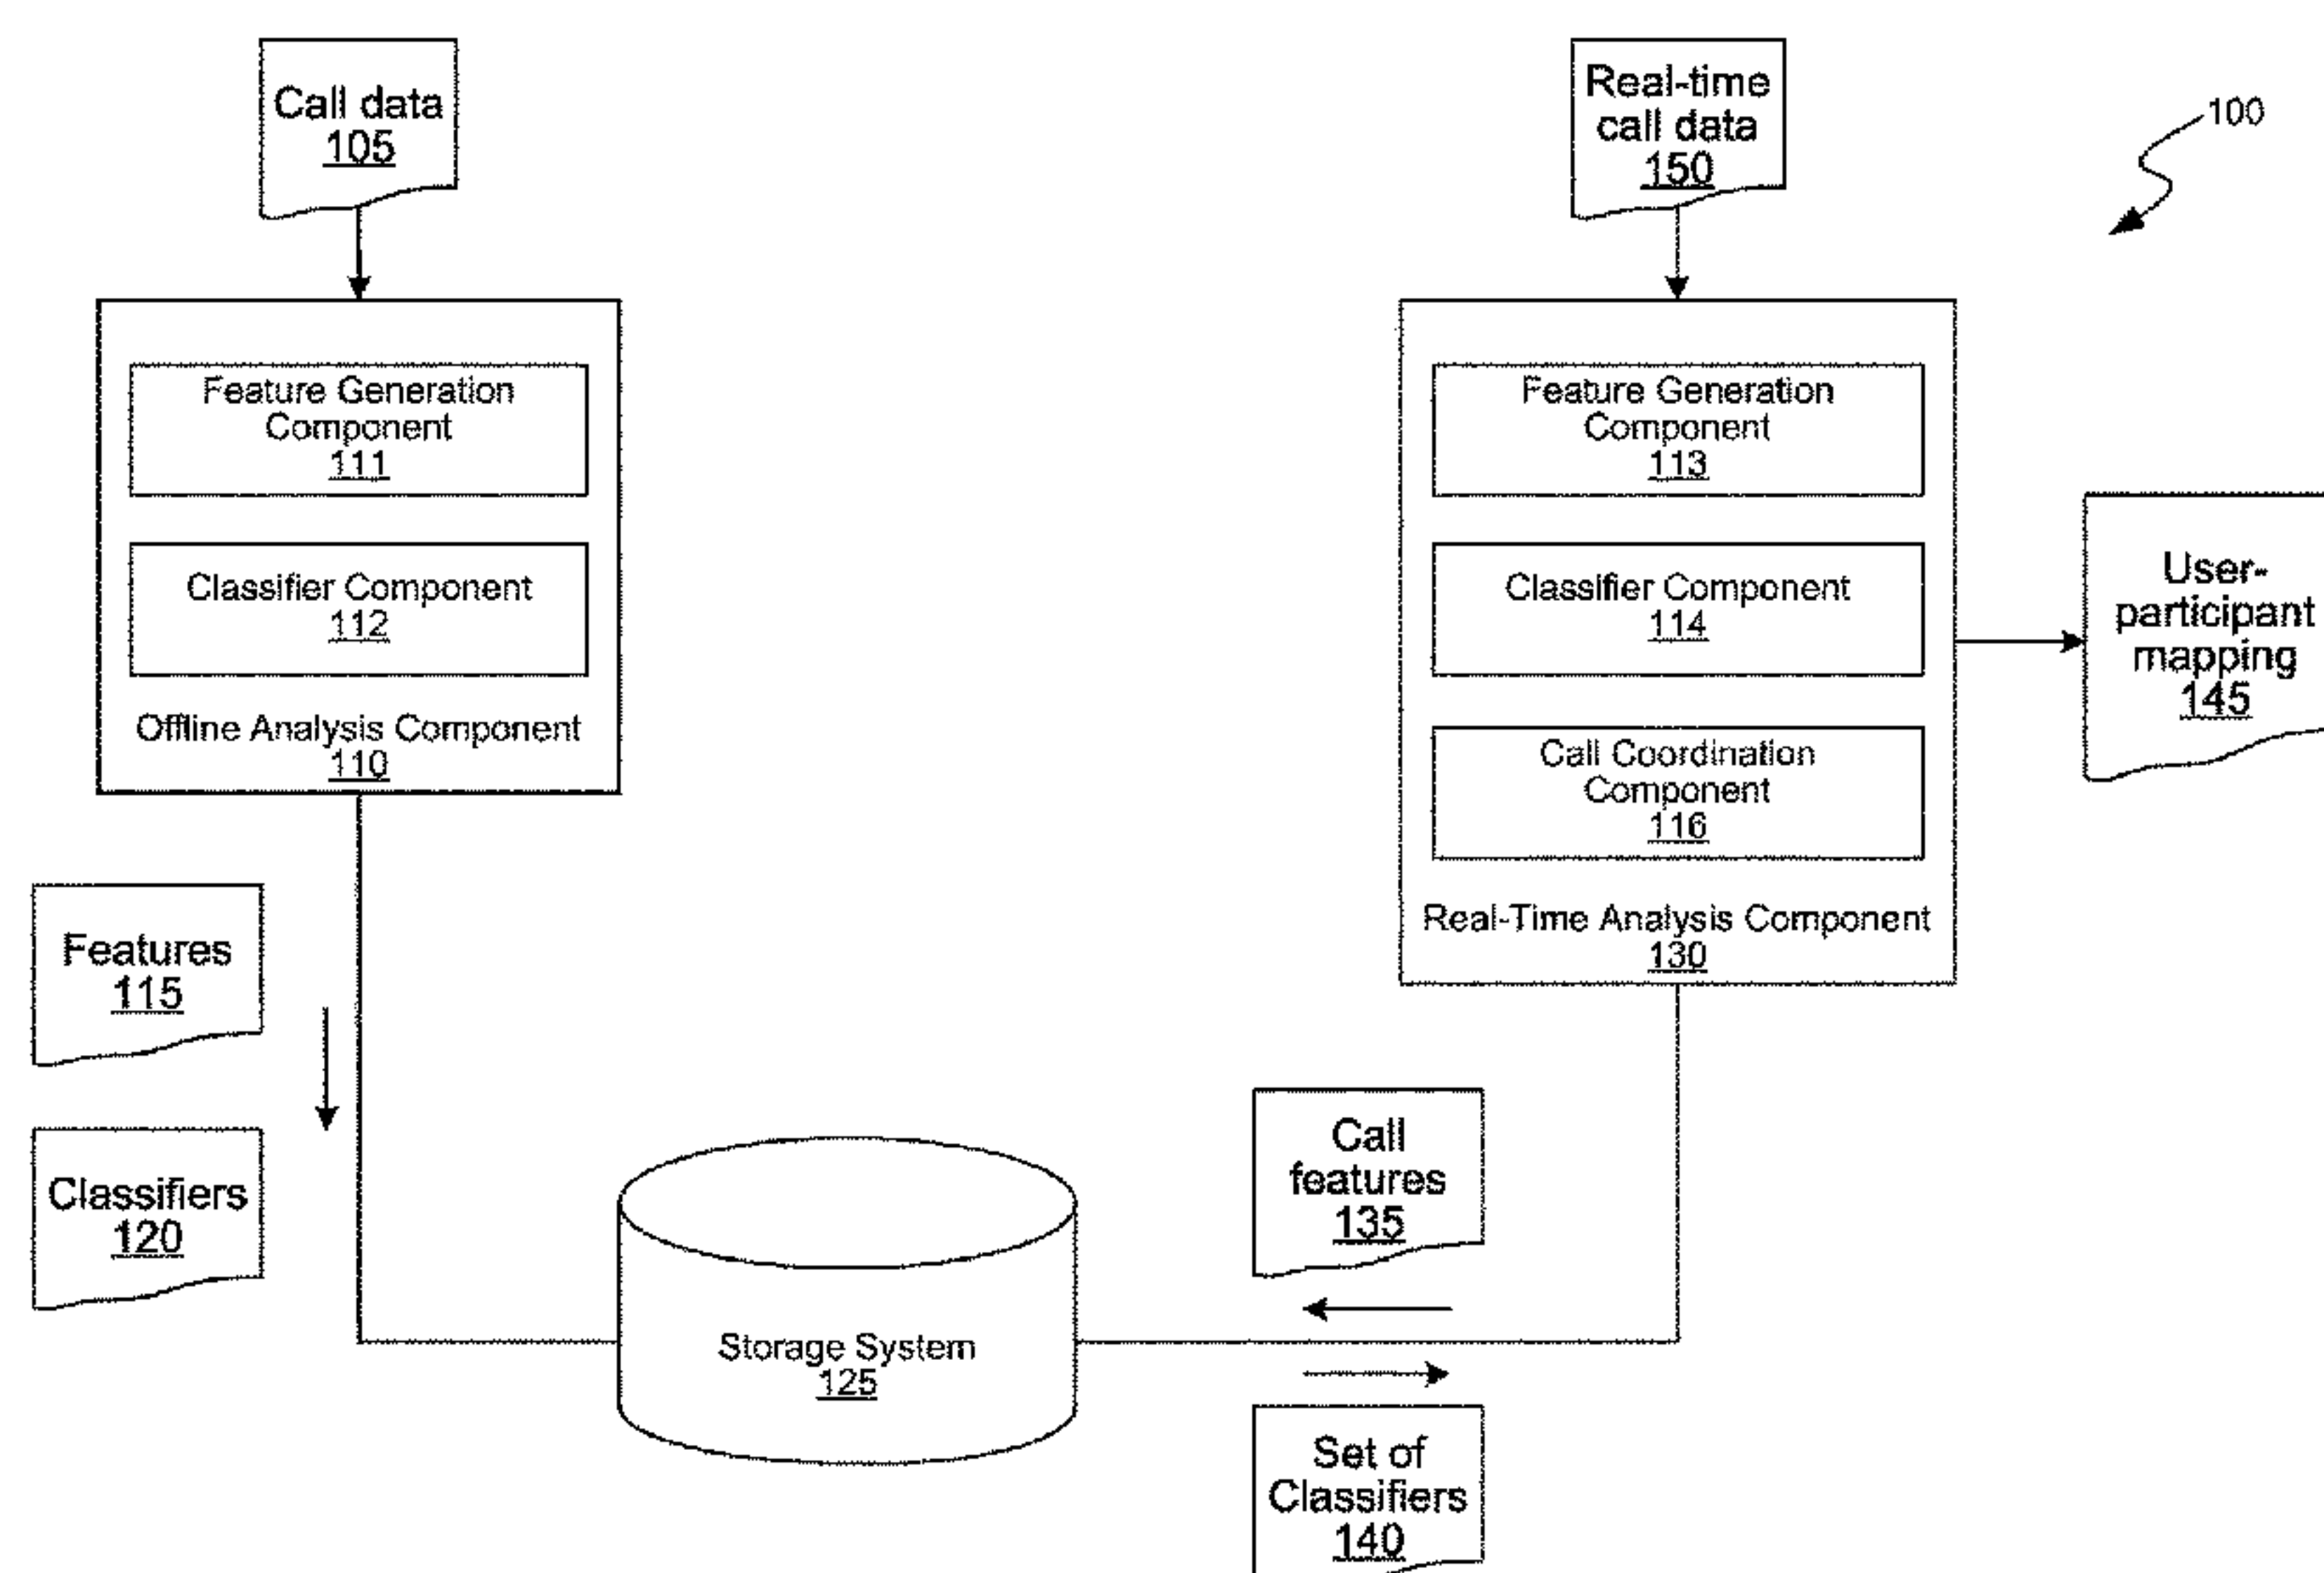 Call data
105
Real-time
call data
150
100
Feature Generation
Component
111
Classifier Component
112
Offline Analysis Component
110
Feature Generation
Component
113
Classifier Component
114
Call Coordination
Component
116
Real-Time Analysis Component
130
User-
participant
mapping
145
Features
115
Classifiers
120
Storage System
125
Call
features
135
Set of
Classifiers
140